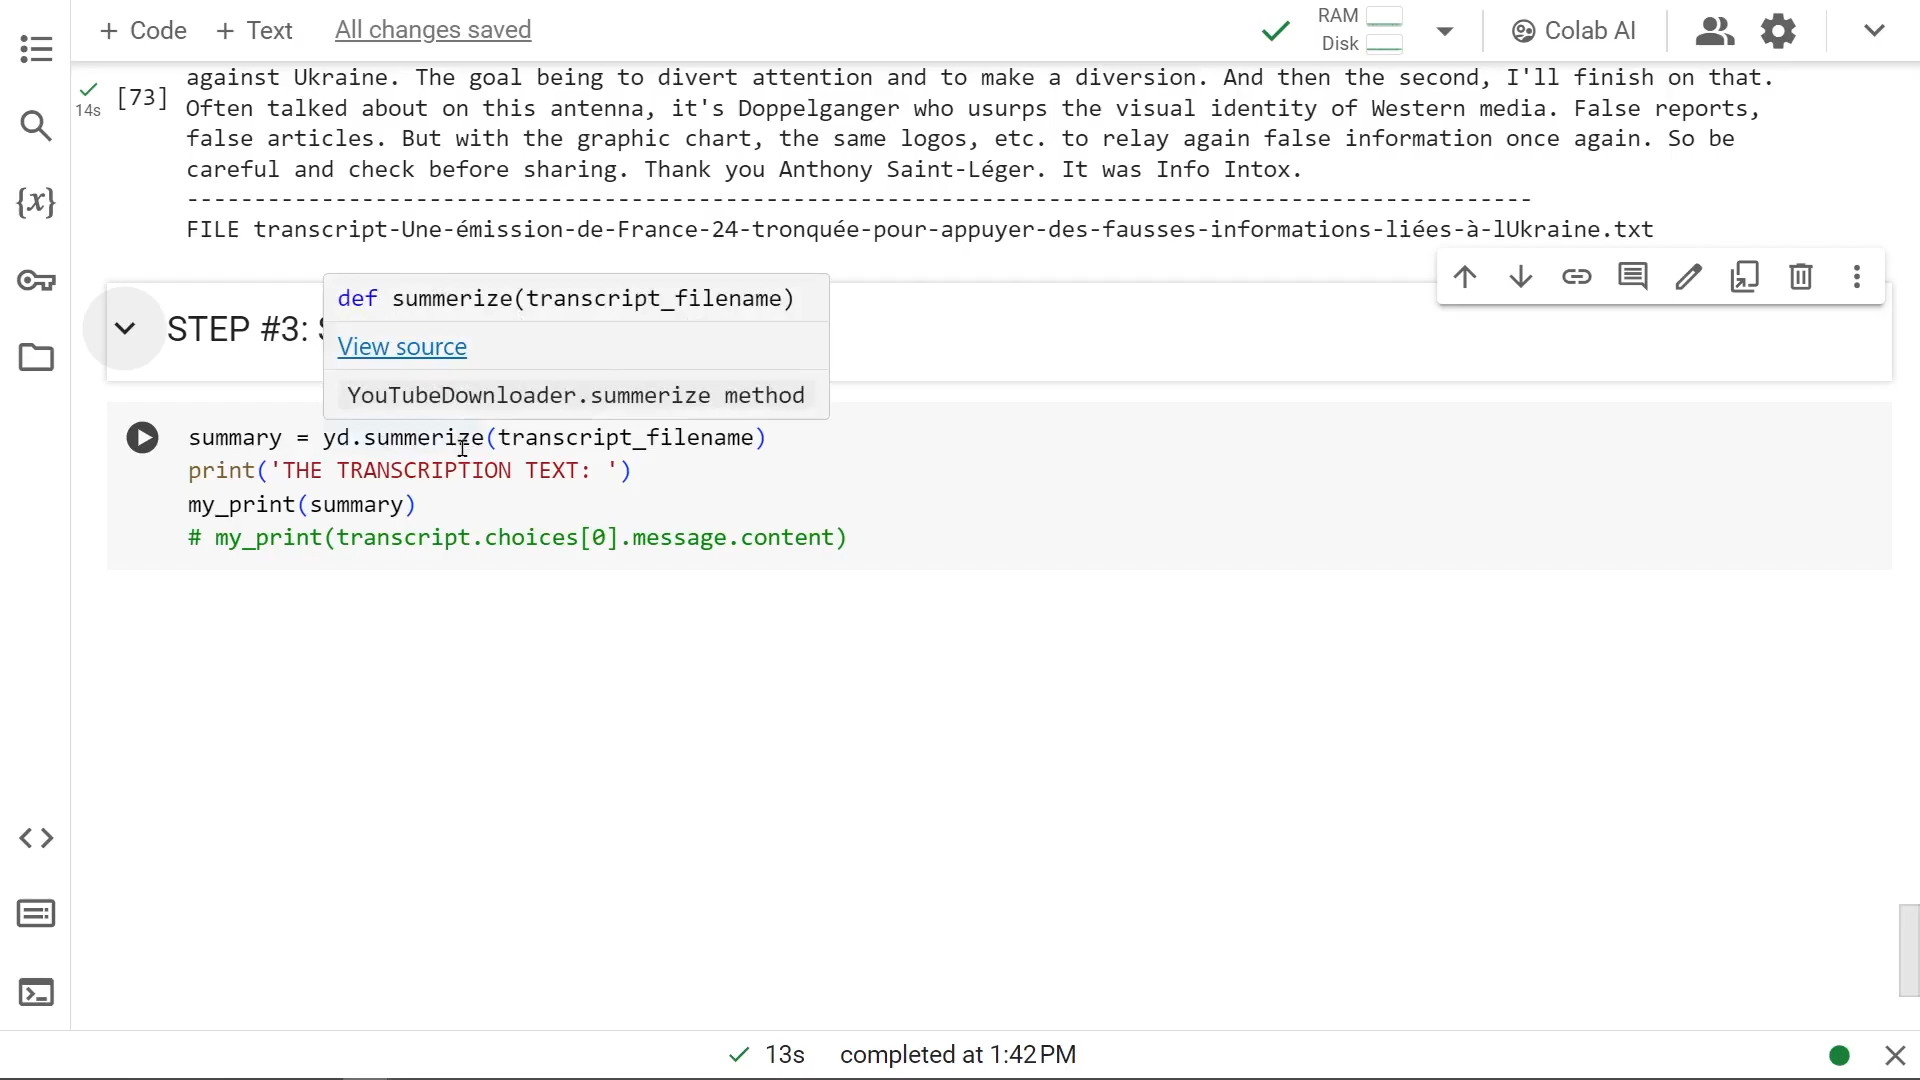 + Code + Text All changes saved
RAM
Disk
Colab AI
14s
[73]
against Ukraine. The goal being to divert attention and to make a diversion. And then the second, I'll finish on that.
Often talked about on this antenna, it's Doppelganger who usurps the visual identity of Western media. False reports,
false articles. But with the graphic chart, the same logos, etc. to relay again false information once again. So be
careful and check before sharing. Thank you Anthony Saint-Léger. It was Info Intox.
-----------------------------------------------------------------------------------------------------
FILE transcript-Une-émission-de-France-24-tronquée-pour-appuyer-des-fausses-informations-liées-à-lUkraine.txt
def summerize(transcript_filename)
STEP #3:
View source
YouTubeDownloader.summerize method
summary = yd.summerize(transcript_filename)
print('THE TRANSCRIPTION TEXT: ')
my_print(summary)
# my_print(transcript.choices[0].message.content)
13s completed at 1:42 PM